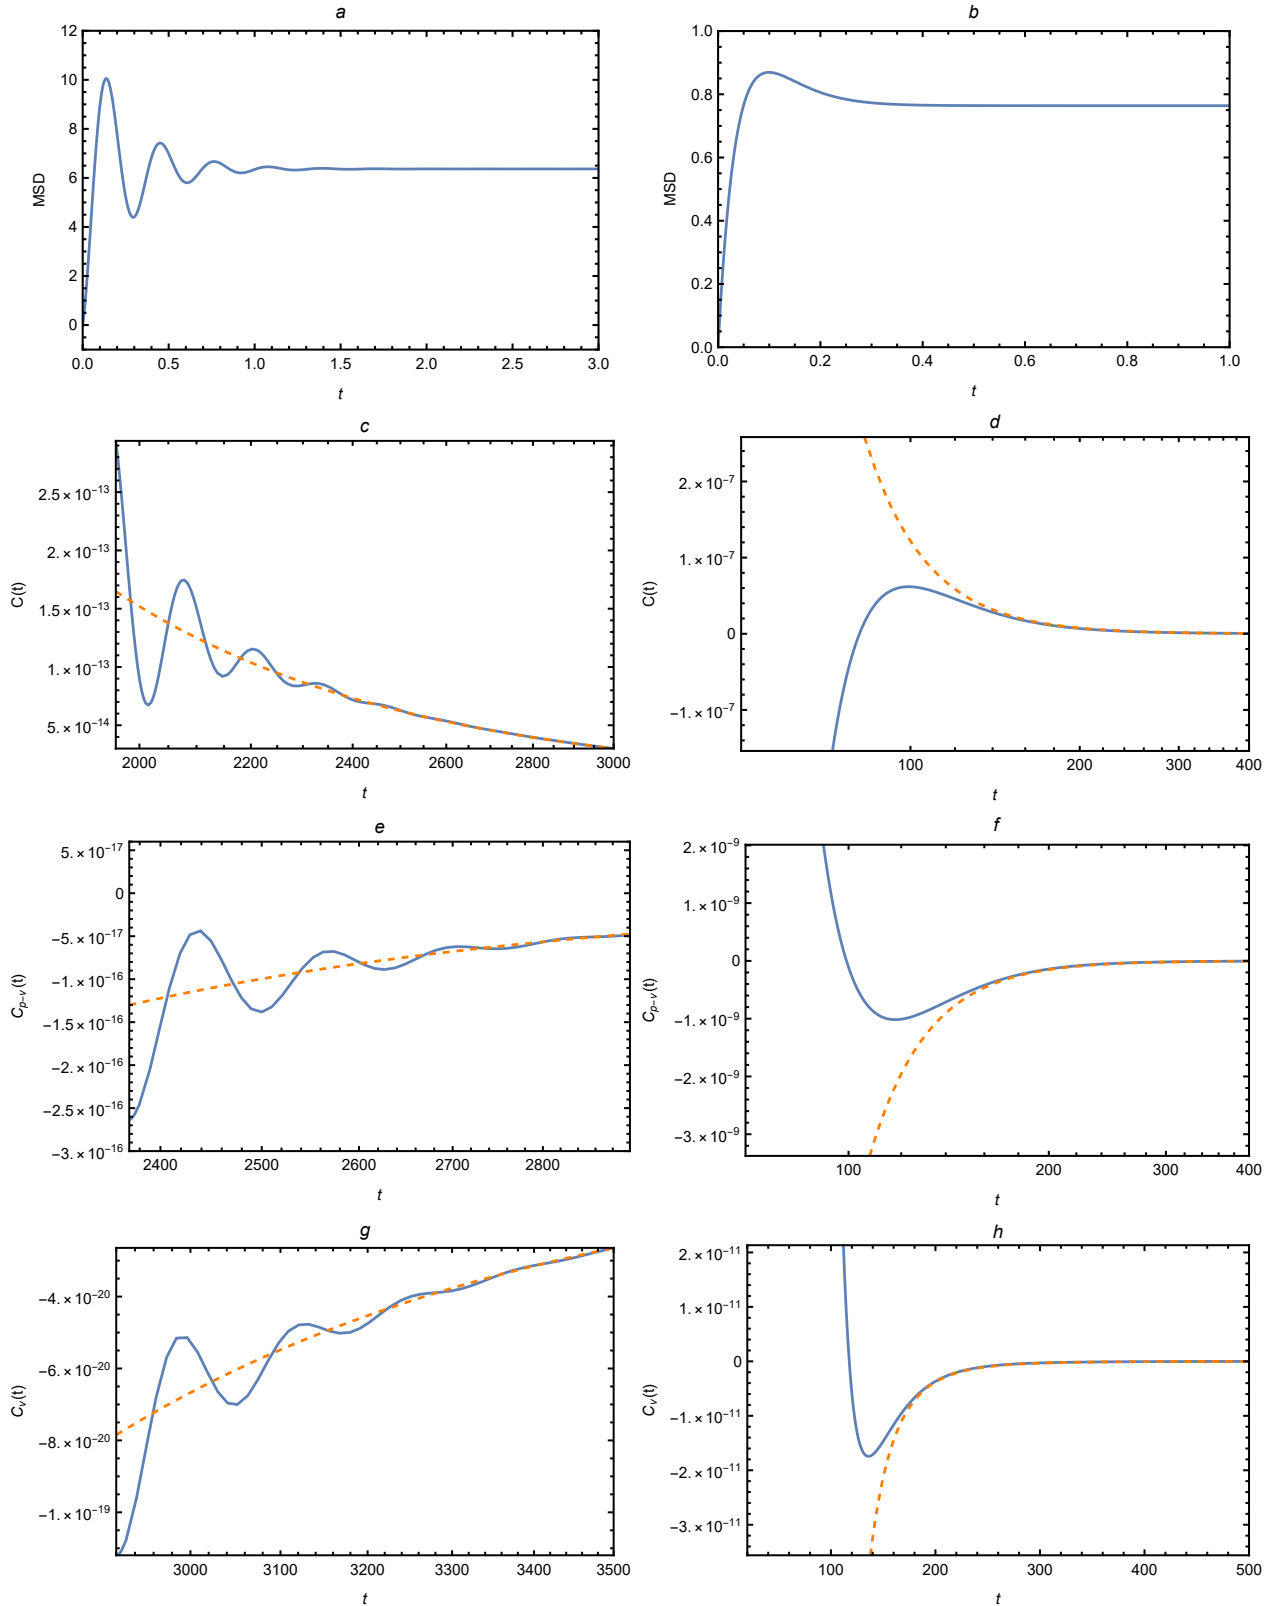 a
12
10
8
6
4
2
0
MSD
0.0 0.5 1.0 1.5 2.0 2.5 3.0
t
b
1.0
0.8
0.6
0.4
0.2
0.0
MSD
0.0 0.2 0.4 0.6 0.8 1.0
t
c
2.5×10⁻¹³
2.×10⁻¹³
1.5×10⁻¹³
1.×10⁻¹³
5.×10⁻¹⁴
C(t)
2000 2200 2400 2600 2800 3000
t
d
2.×10⁻⁷
1.×10⁻⁷
0
−1.×10⁻⁷
C(t)
100 200 300 400
t
e
5.×10⁻¹⁷
0
−5.×10⁻¹⁷
−1.×10⁻¹⁶
−1.5×10⁻¹⁶
−2.×10⁻¹⁶
−2.5×10⁻¹⁶
−3.×10⁻¹⁶
Cₚ₋ᵥ(t)
2400 2500 2600 2700 2800
t
f
2.×10⁻⁹
1.×10⁻⁹
0
−1.×10⁻⁹
−2.×10⁻⁹
−3.×10⁻⁹
Cₚ₋ᵥ(t)
100 200 300 400
t
g
−4.×10⁻²⁰
−6.×10⁻²⁰
−8.×10⁻²⁰
−1.×10⁻¹⁹
Cᵥ(t)
3000 3100 3200 3300 3400 3500
t
h
2.×10⁻¹¹
1.×10⁻¹¹
0
−1.×10⁻¹¹
−2.×10⁻¹¹
−3.×10⁻¹¹
Cᵥ(t)
100 200 300 400 500
t